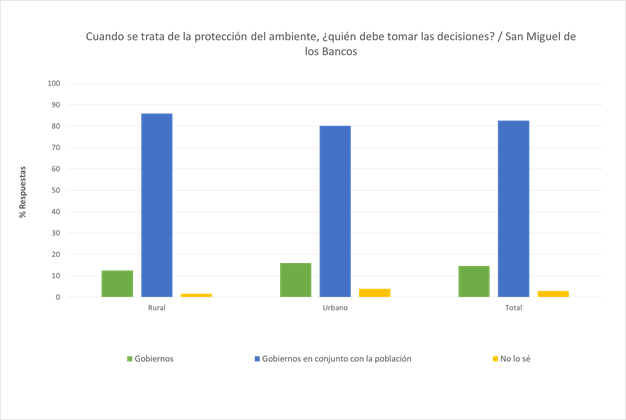 Cuando se trata de la protección del ambiente, ¿quién debe tomar las decisiones? / San Miguel de
los Bancos
100
90
80
70
60
50
40
30
20
10
0
% Respuestas
Rural
Urbano
Total
Gobiernos
Gobiernos en conjunto con la población
No lo sé